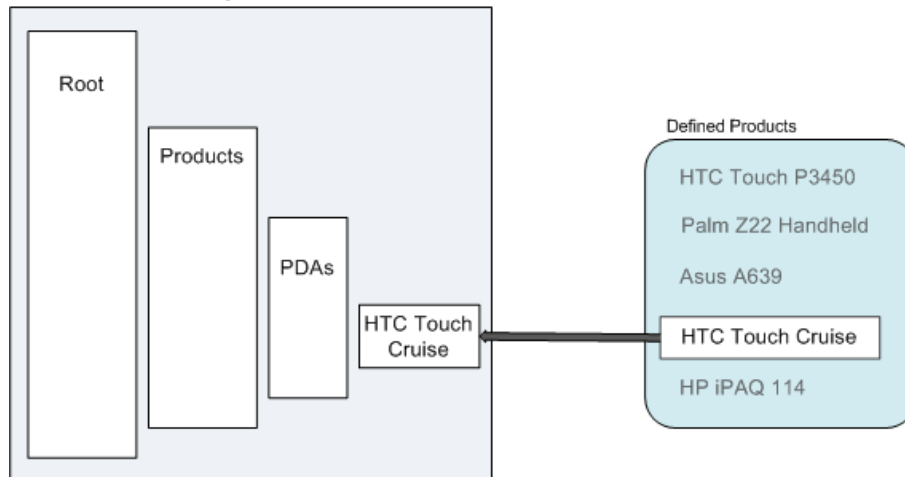 Root
Products
PDAs
HTC Touch
Cruise
Defined Products
HTC Touch P3450
Palm Z22 Handheld
Asus A639
HTC Touch Cruise
HP iPAQ 114